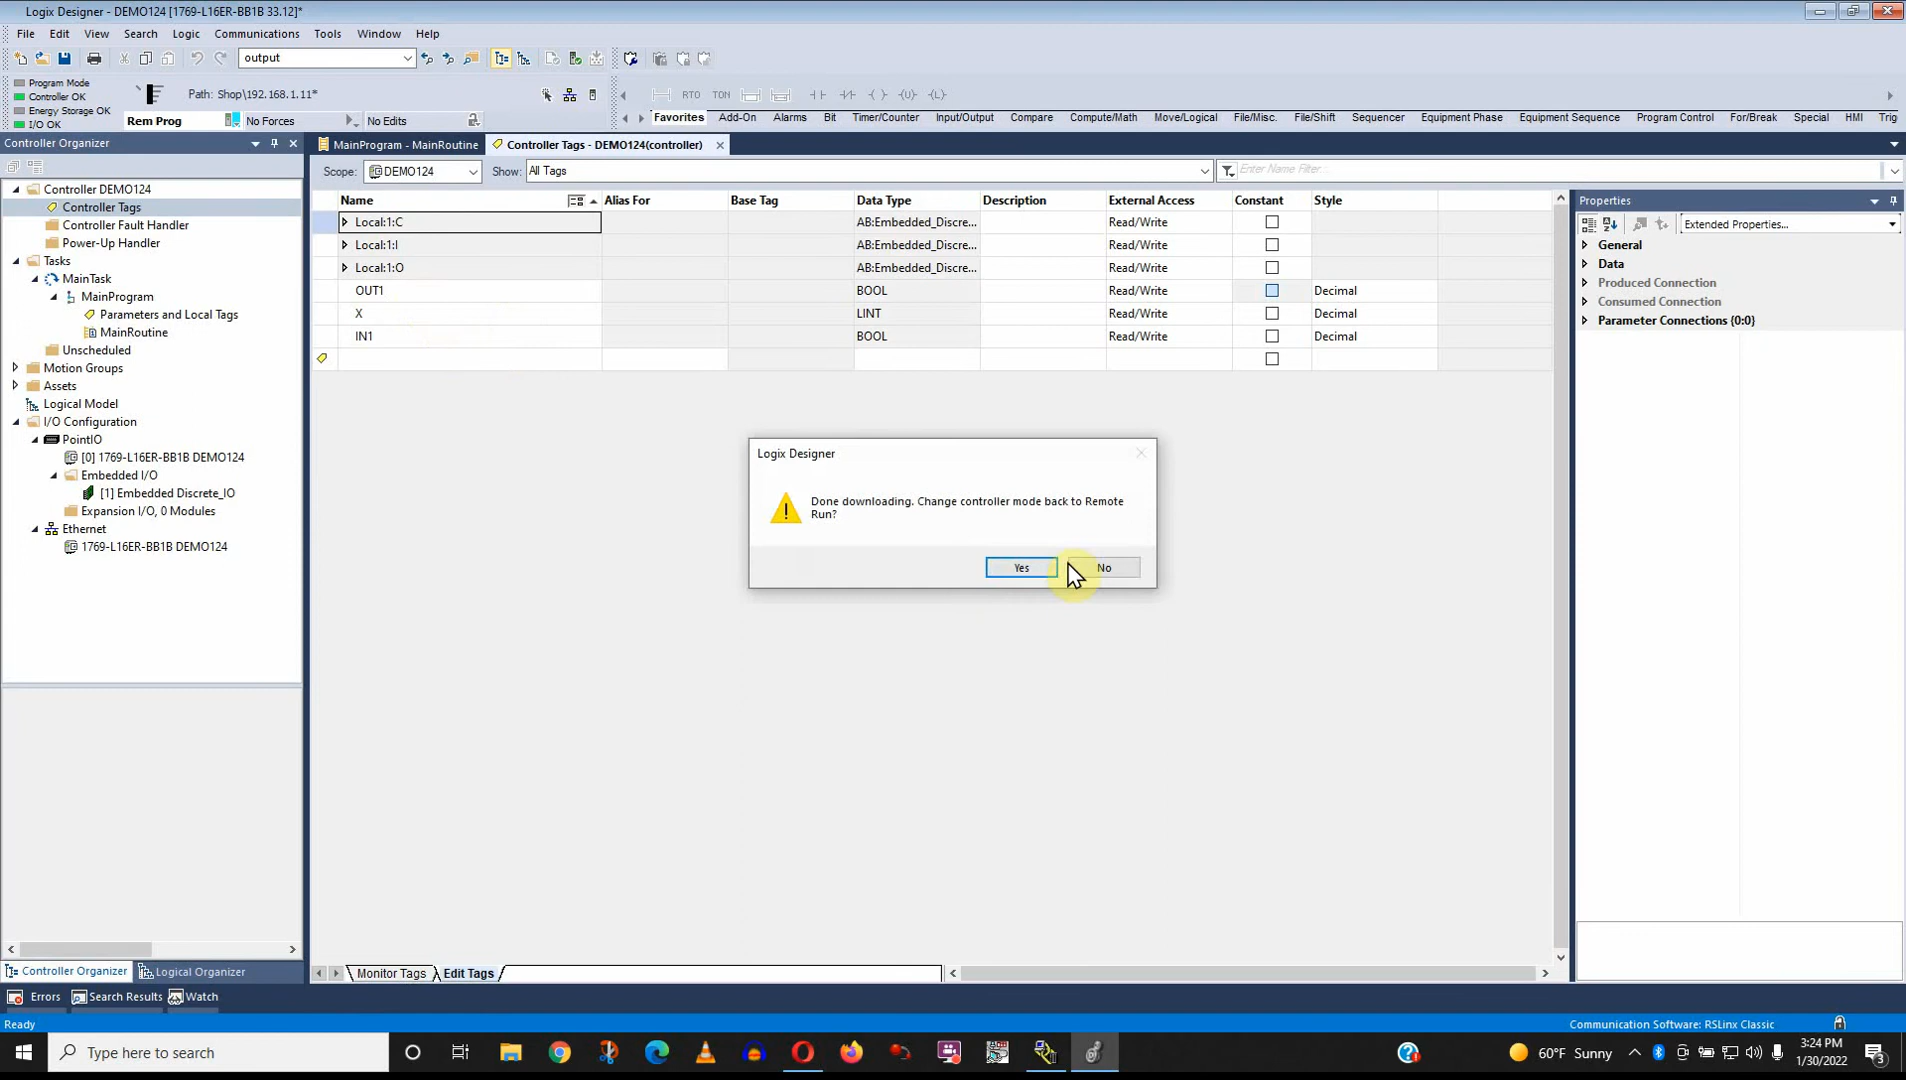 Logix Designer - DEMO124 [1769-L16ER-BB1B 33.12]*
File Edit View Search Logic Communications Tools Window Help
output
Program Mode
Controller OK
Energy Storage OK
I/O OK
Path: Shop\192.168.1.11*
Rem Prog No Forces No Edits
RTO TON
Favorites Add-On Alarms Bit Timer/Counter Input/Output Compare Compute/Math Move/Logical File/Misc. File/Shift Sequencer Equipment Phase Equipment Sequence Program Control For/Break Special HMI Trig
Controller Organizer
MainProgram - MainRoutine
Controller Tags - DEMO124(controller)
Scope: DEMO124 Show: All Tags Enter Name Filter...
Controller DEMO124
Controller Tags
Controller Fault Handler
Power-Up Handler
Tasks
MainTask
MainProgram
Parameters and Local Tags
MainRoutine
Unscheduled
Motion Groups
Assets
Logical Model
I/O Configuration
PointIO
[0] 1769-L16ER-BB1B DEMO124
Embedded I/O
[1] Embedded Discrete_IO
Expansion I/O, 0 Modules
Ethernet
1769-L16ER-BB1B DEMO124
Name Alias For Base Tag Data Type Description External Access Constant Style
Local:1:C AB:Embedded_Discre... Read/Write
Local:1:I AB:Embedded_Discre... Read/Write
Local:1:O AB:Embedded_Discre... Read/Write
OUT1 BOOL Read/Write Decimal
X LINT Read/Write Decimal
IN1 BOOL Read/Write Decimal
Logix Designer
Done downloading. Change controller mode back to Remote
Run?
Yes No
Properties
Extended Properties...
General
Data
Produced Connection
Consumed Connection
Parameter Connections {0:0}
Controller Organizer Logical Organizer
Monitor Tags Edit Tags
Errors Search Results Watch
Ready
Communication Software: RSLinx Classic
Type here to search
60°F Sunny
3:24 PM
1/30/2022
3